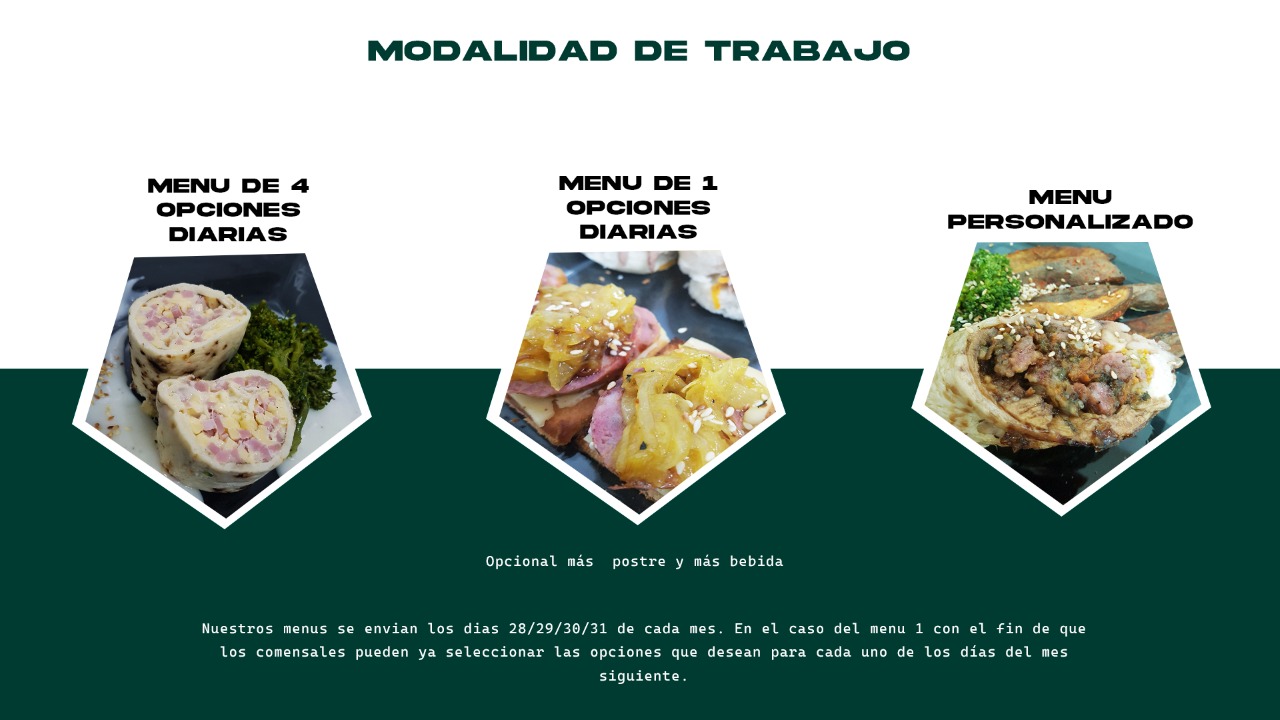 MODALIDAD DE TRABAJO
MENU DE 4
OPCIONES
DIARIAS
MENU DE 1
OPCIONES
DIARIAS
MENU
PERSONALIZADO
Opcional más  postre y más bebida
Nuestros menus se envian los dias 28/29/30/31 de cada mes. En el caso del menu 1 con el fin de que
los comensales pueden ya seleccionar las opciones que desean para cada uno de los días del mes
siguiente.